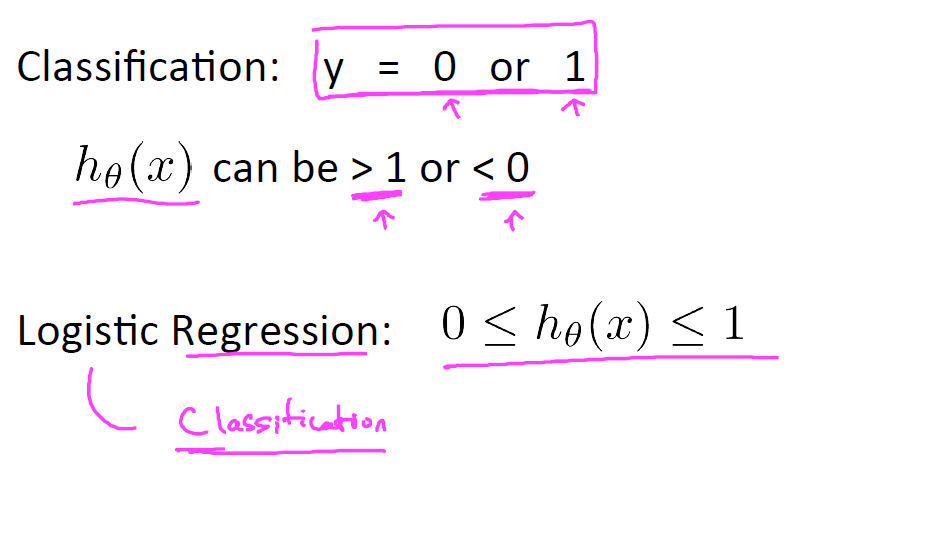 Classification: y = 0 or 1
hθ(x) can be > 1 or < 0
Logistic Regression: 0 ≤ hθ(x) ≤ 1
Classification